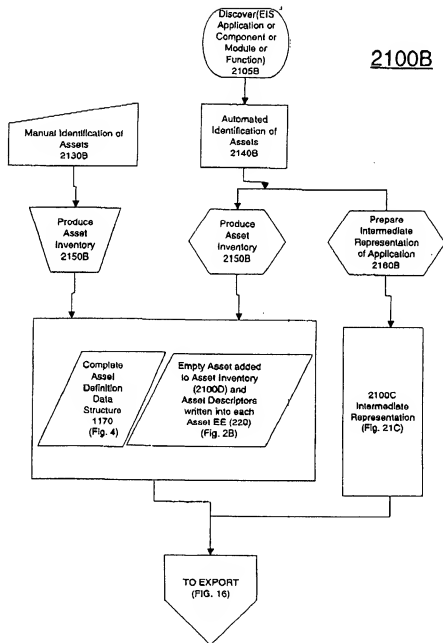 Discover(EIS
Application or
Component or
Module or
Function)
2105B
2100B
Manual Identification of
Assets
2130B
Automated
Identification of
Assets
2140B
Produce
Asset
Inventory
2150B
Produce
Asset
Inventory
2150B
Prepare
Intermediate
Representation
of Application
2160B
Complete
Asset
Definition
Data
Structure
1170
(Fig. 4)
Empty Asset added
to Asset Inventory
(2100D) and
Asset Descriptors
written into each
Asset EE (220)
(Fig. 2B)
2100C
Intermediate
Representation
(Fig. 21C)
TO EXPORT
(FIG. 16)